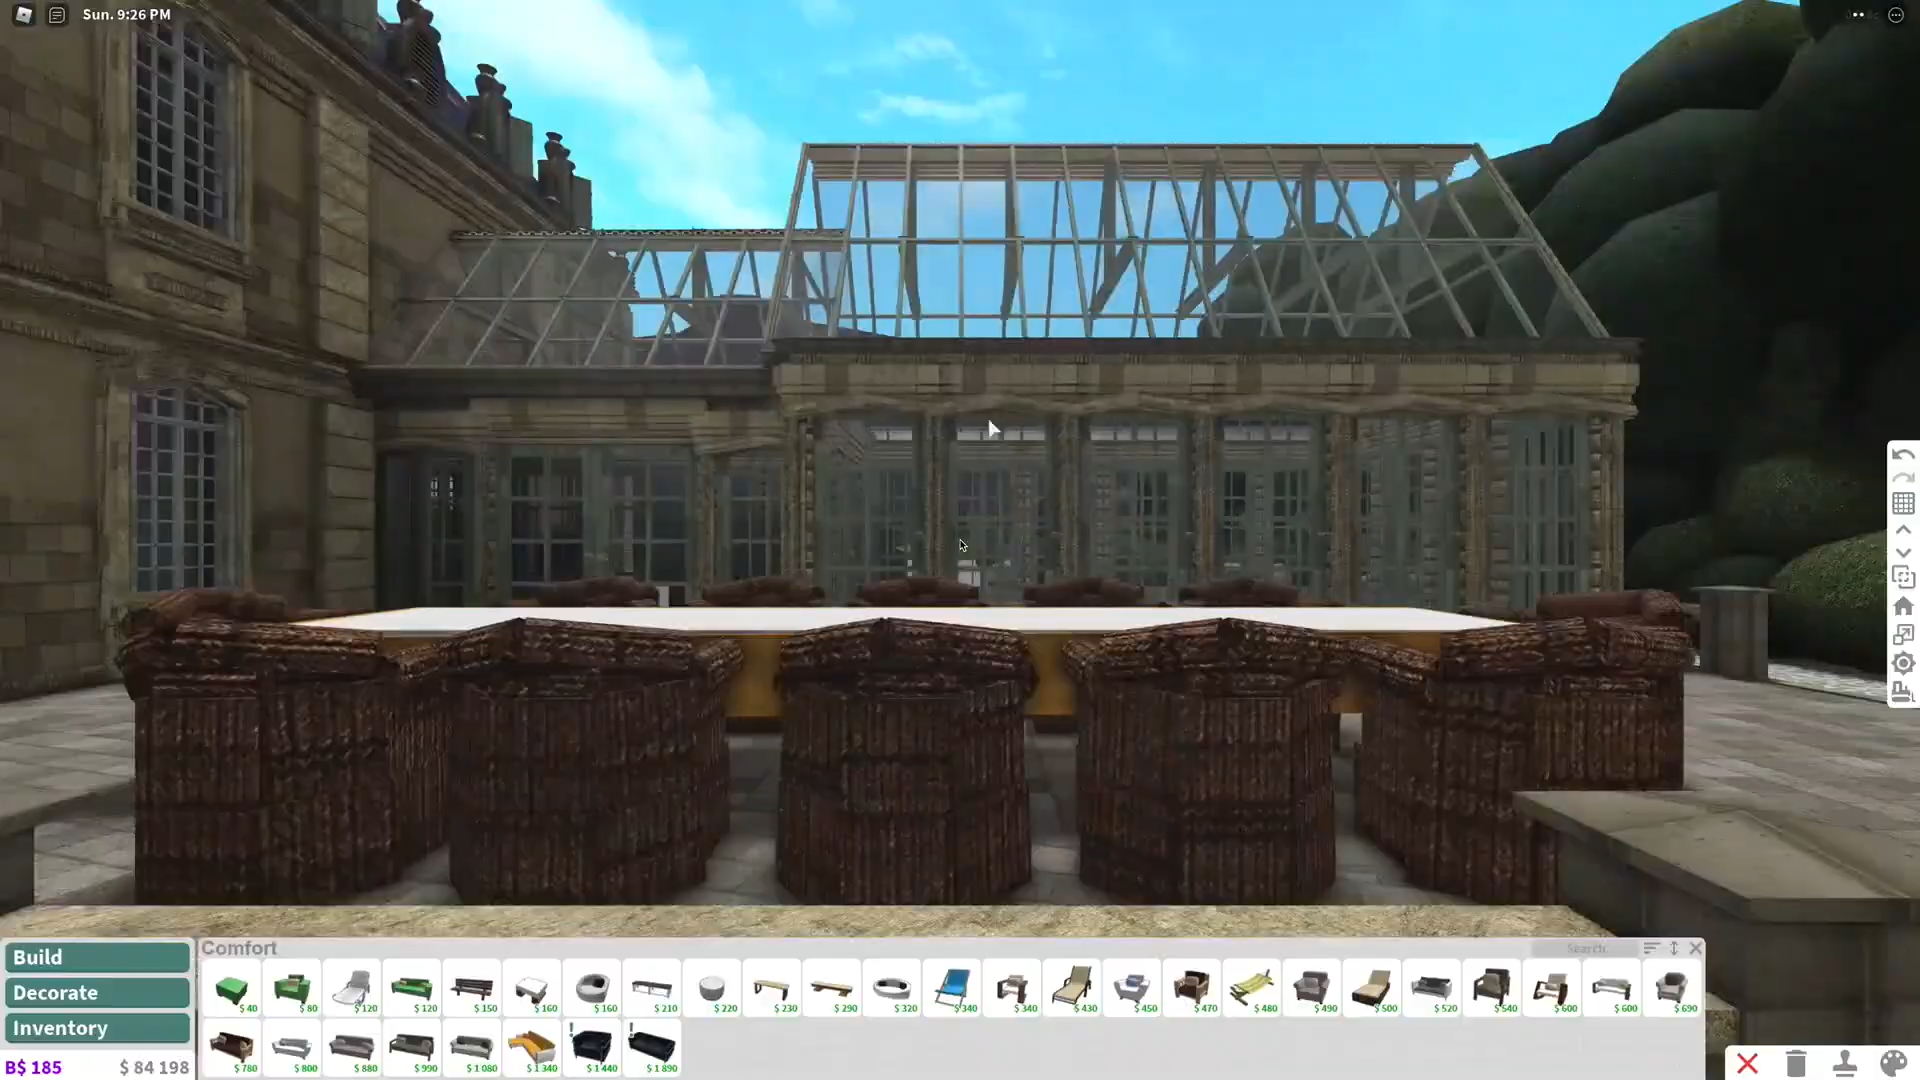 Sun. 9:26 PM
Build
Decorate
Inventory
B$ 185
$ 84 198
Comfort
Search...
$ 40
$ 80
$ 120
$ 120
$ 150
$ 160
$ 160
$ 210
$ 220
$ 230
$ 290
$ 320
$ 340
$ 340
$ 430
$ 450
$ 470
$ 480
$ 490
$ 500
$ 520
$ 540
$ 600
$ 600
$ 690
$ 780
$ 800
$ 880
$ 990
$ 1 080
$ 1 340
$ 1 440
$ 1 890